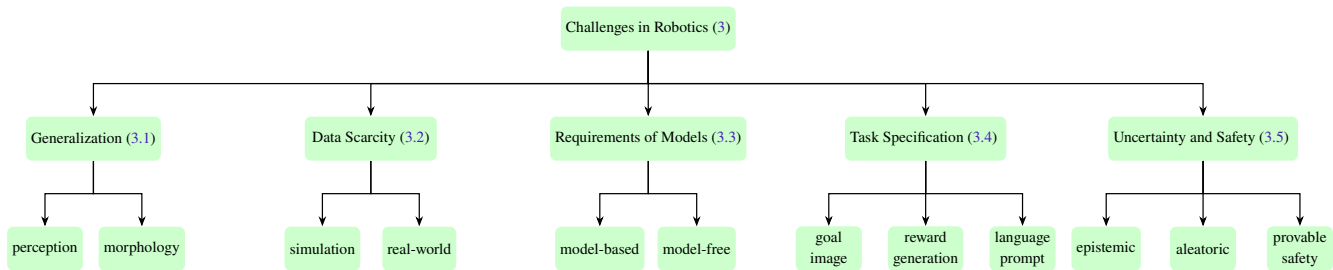 Challenges in Robotics (3)
Generalization (3.1)
Data Scarcity (3.2)
Requirements of Models (3.3)
Task Specification (3.4)
Uncertainty and Safety (3.5)
perception
morphology
simulation
real-world
model-based
model-free
goal
image
reward
generation
language
prompt
epistemic
aleatoric
provable
safety